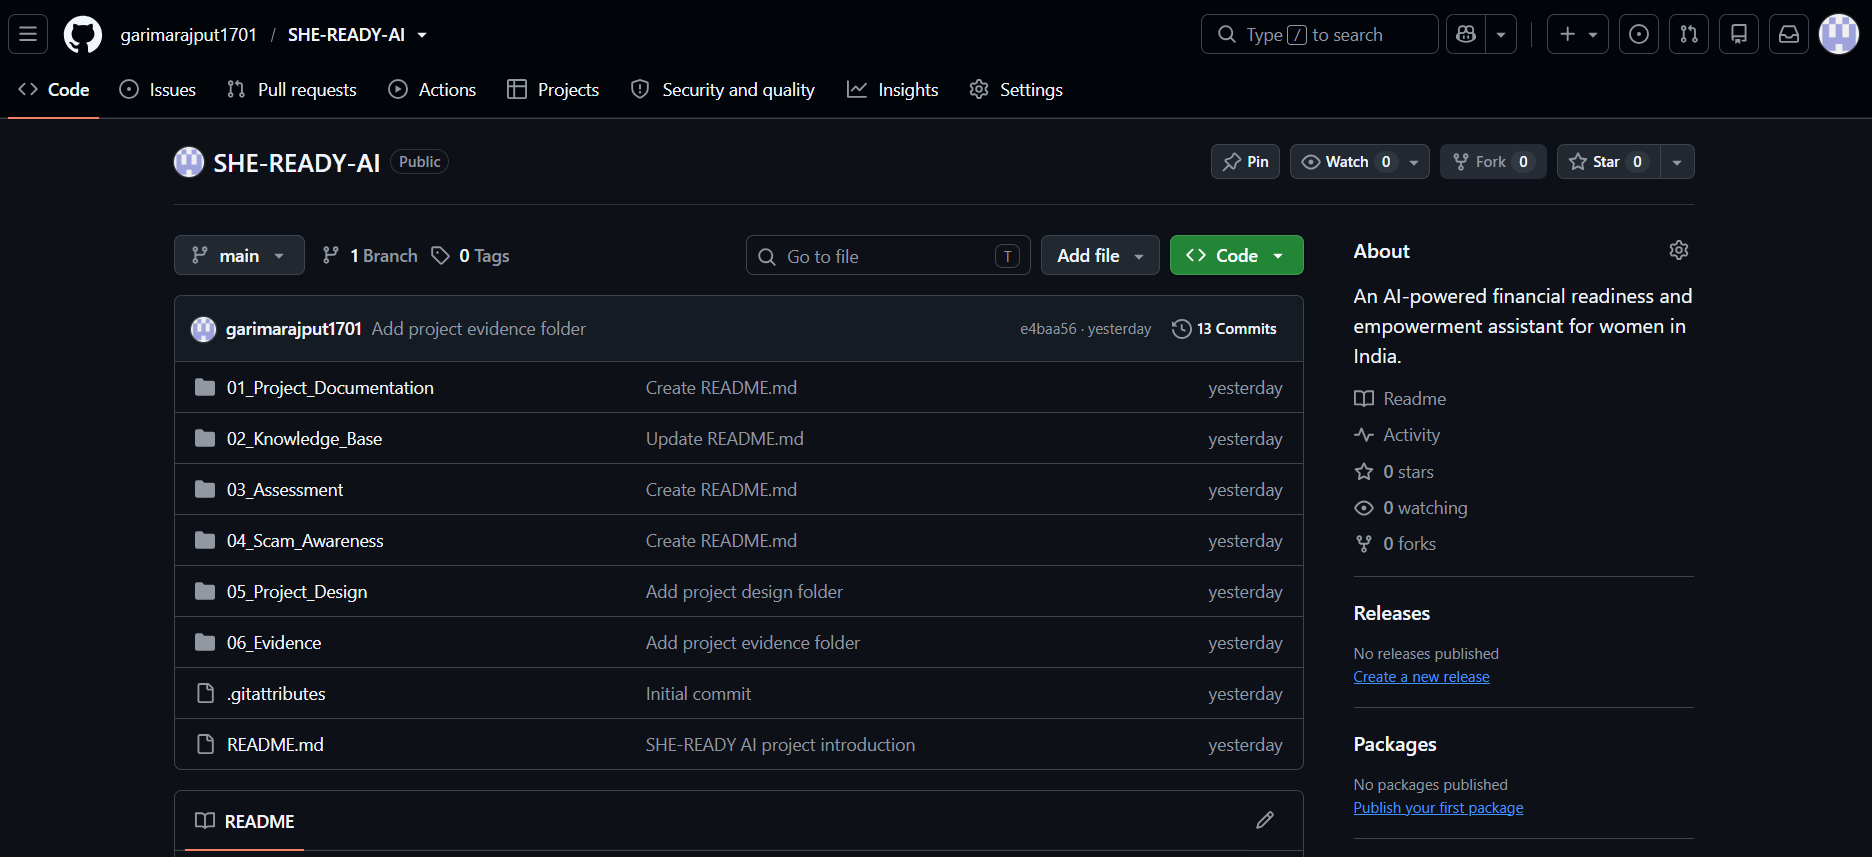 garimarajput1701 / SHE-READY-AI
Type / to search
Code Issues Pull requests Actions Projects Security and quality Insights Settings
SHE-READY-AI Public
Pin Watch 0 Fork 0 Star 0
main 1 Branch 0 Tags Go to file T Add file Code
garimarajput1701 Add project evidence folder e4baa56 · yesterday 13 Commits
01_Project_Documentation Create README.md yesterday
02_Knowledge_Base Update README.md yesterday
03_Assessment Create README.md yesterday
04_Scam_Awareness Create README.md yesterday
05_Project_Design Add project design folder yesterday
06_Evidence Add project evidence folder yesterday
.gitattributes Initial commit yesterday
README.md SHE-READY AI project introduction yesterday
README
About
An AI-powered financial readiness and
empowerment assistant for women in
India.
Readme
Activity
0 stars
0 watching
0 forks
Releases
No releases published
Create a new release
Packages
No packages published
Publish your first package